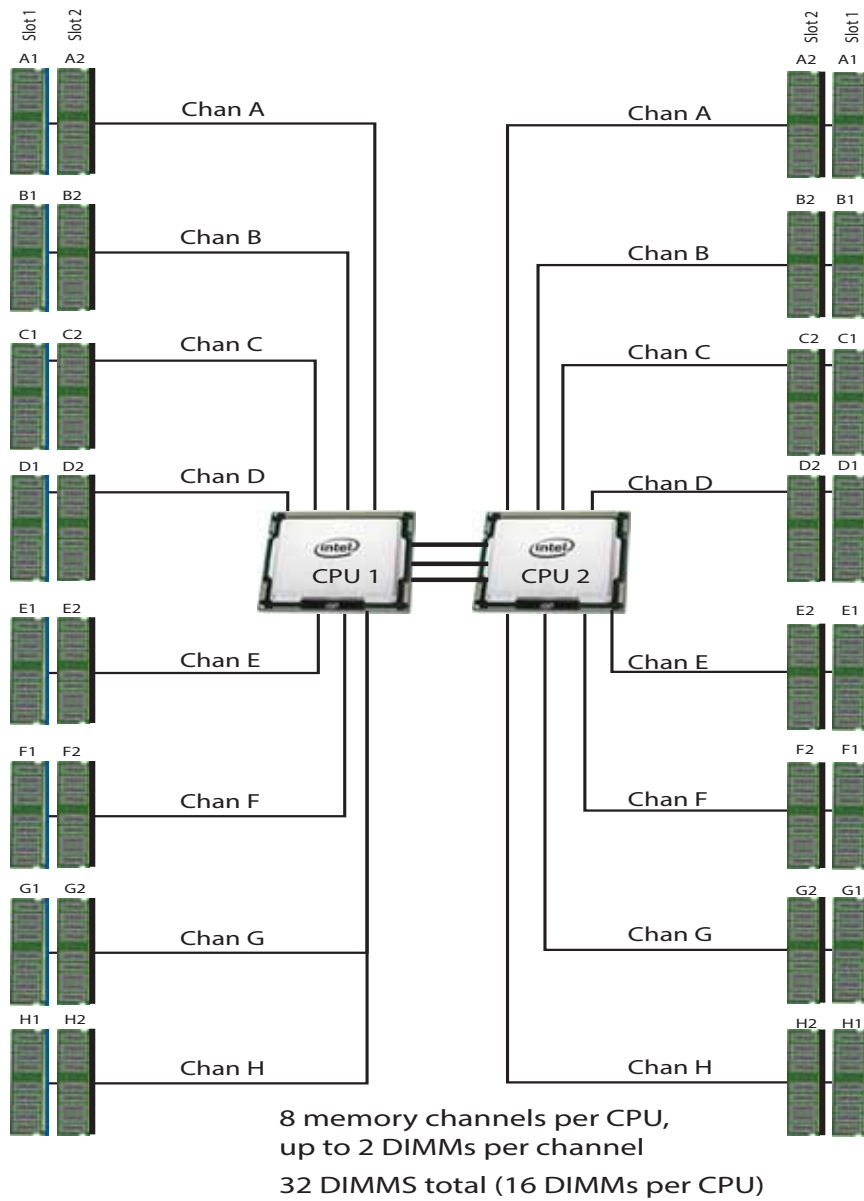 Slot 1 Slot 2 Slot 2 Slot 1
A1 A2 A2 A1
Chan A Chan A
B1 B2 B2 B1
Chan B Chan B
C1 C2 C2 C1
Chan C Chan C
D1 D2 D2 D1
Chan D Chan D
intel intel
CPU 1 CPU 2
E1 E2 E2 E1
Chan E Chan E
F1 F2 F2 F1
Chan F Chan F
G1 G2 G2 G1
Chan G Chan G
H1 H2 H2 H1
Chan H Chan H
8 memory channels per CPU,
up to 2 DIMMs per channel
32 DIMMS total (16 DIMMs per CPU)